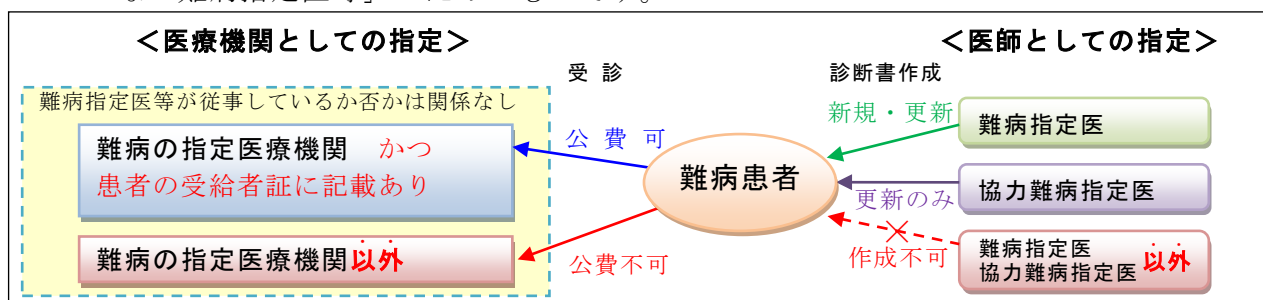 難病指定医等
＜医療機関としての指定＞
＜医師としての指定＞
受 診
診断書作成
難病指定医等が従事しているか否かは関係なし
難病の指定医療機関 かつ
患者の受給者証に記載あり
公 費 可
難病患者
新規・更新
難病指定医
更新のみ
協力難病指定医
難病の指定医療機関以外
公費不可
作成不可
難病指定医
協力難病指定医 以外